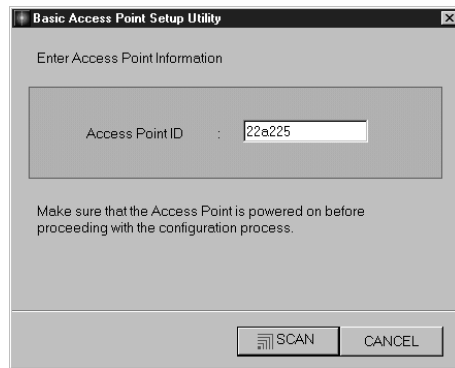 Basic Access Point Setup Utility
Enter Access Point Information
Access Point ID : 22a225
Make sure that the Access Point is powered on before
proceeding with the configuration process.
SCAN CANCEL